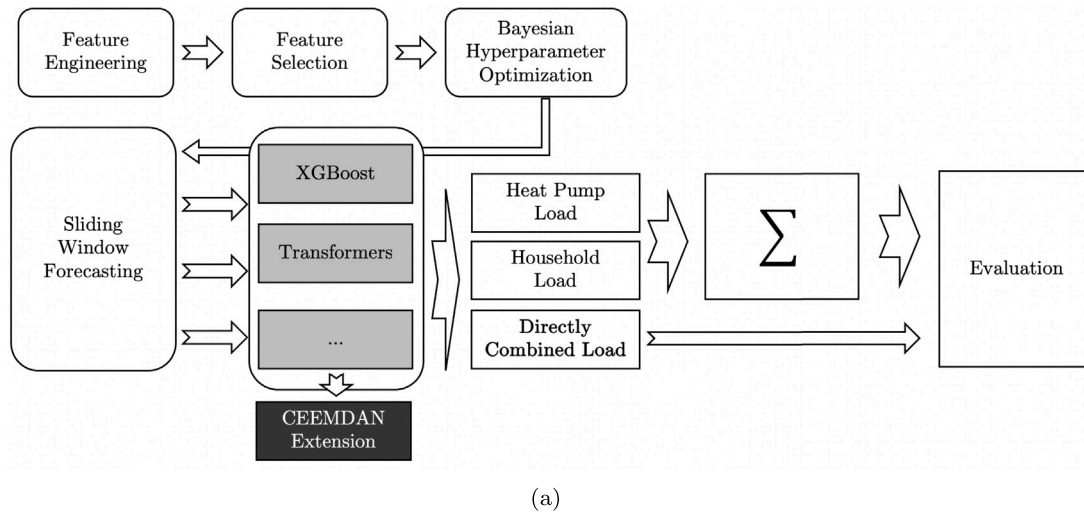 Feature
Engineering
Feature
Selection
Bayesian
Hyperparameter
Optimization
Sliding
Window
Forecasting
XGBoost
Transformers
...
CEEMDAN
Extension
Heat Pump
Load
Household
Load
Directly
Combined Load
∑
Evaluation
(a)